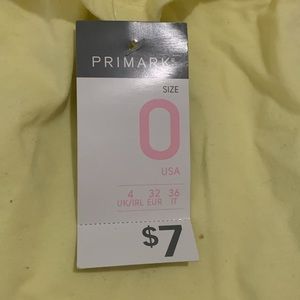 PRIMARK
SIZE
0
USA
4 32 36
UK/IRL EUR IT
$7